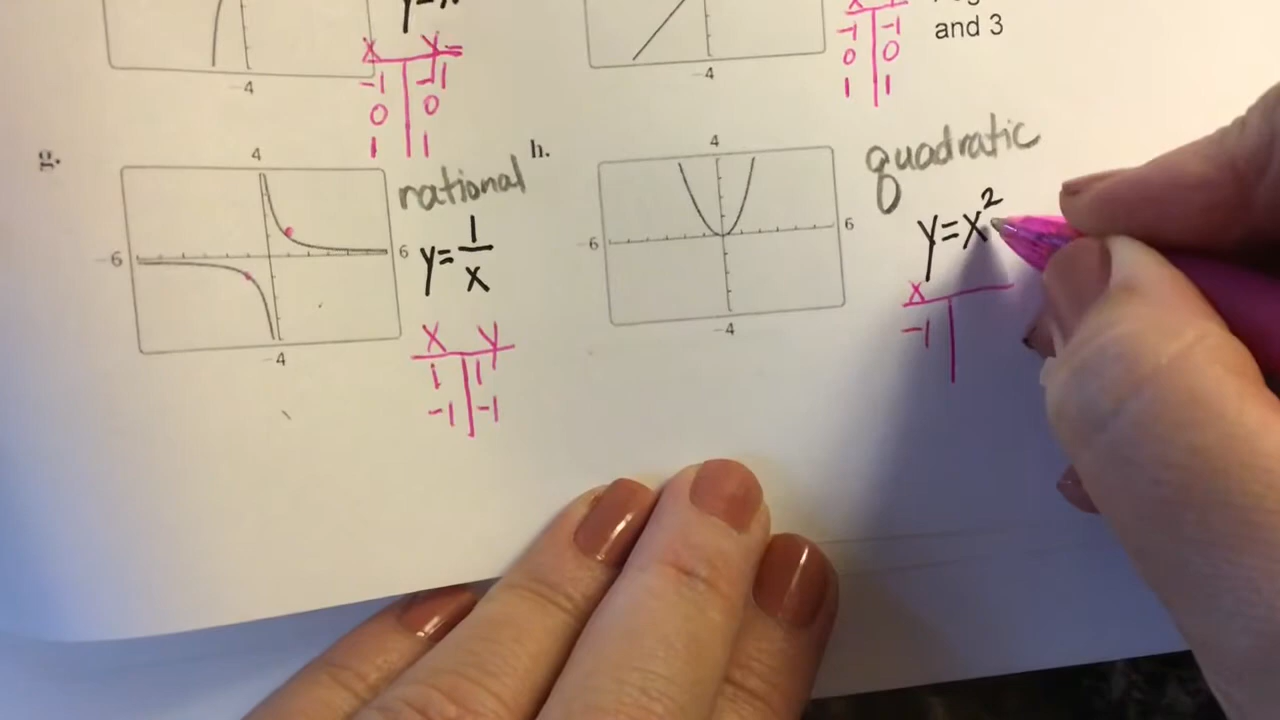 X Y
-1 -1
0 0
1 1
-4
X
-1 -1
0 0
1 1
-4
and 3
g.
4
-6
6
-4
rational
y = 1/x
X Y
1 1
-1 -1
h.
4
-6
6
-4
quadratic
y=x²
X
-1